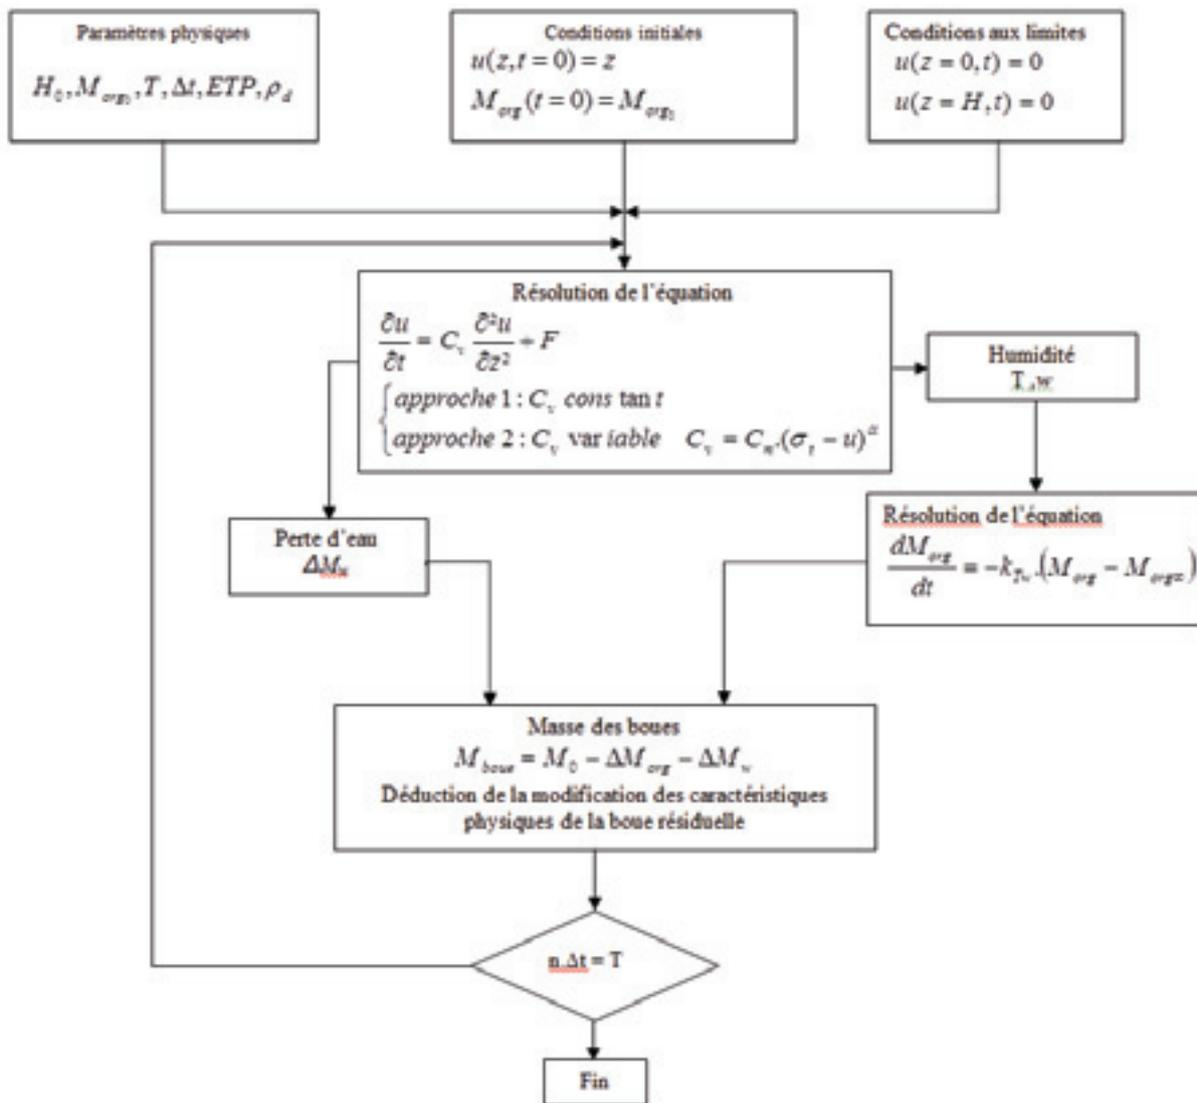 Paramètres physiques
H₀, M_org₀, T, Δt, ETP, ρ_d
Conditions initiales
u(z,t = 0) = z
M_org(t = 0) = M_org₀
Conditions aux limites
u(z = 0,t) = 0
u(z = H,t) = 0
Résolution de l'équation
∂u/∂t = C_v ∂²u/∂z² + F
approche 1 : C_v cons tan t
approche 2 : C_v var iable C_v = C_n.(σ_t − u)^α
Humidité
T, w
Perte d'eau
ΔM_w
Résolution de l'équation
dM_org/dt = −k_Tw.(M_org − M_org∞)
Masse des boues
M_boue = M₀ − ΔM_org − ΔM_w
Déduction de la modification des caractéristiques
physiques de la boue résiduelle
n Δt = T
Fin